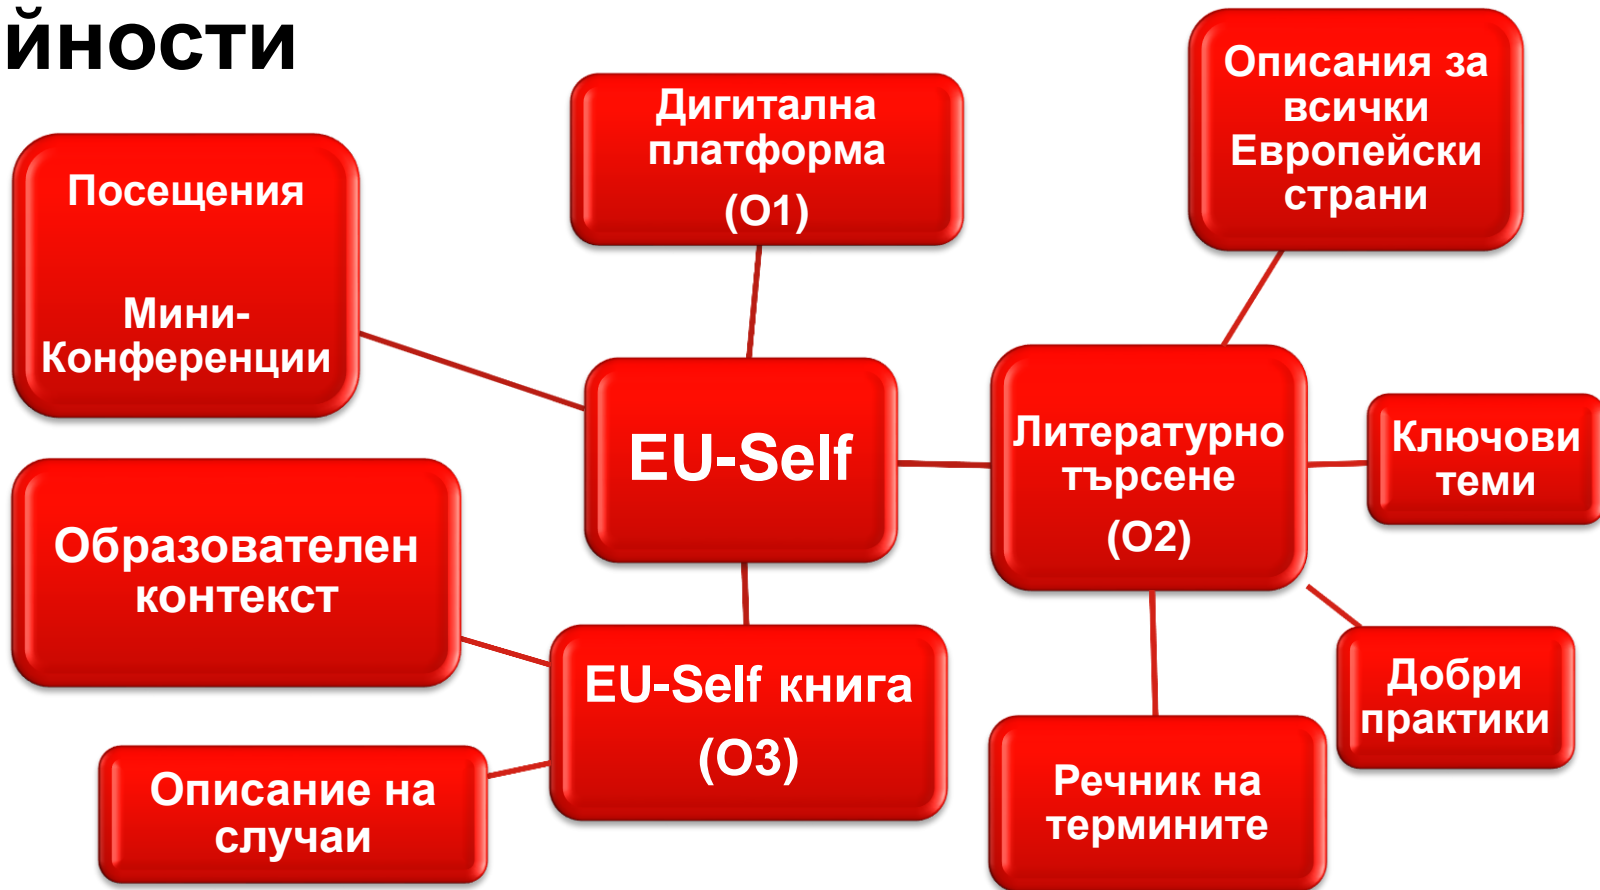 йности
Посещения
Мини-
Конференции
Дигитална
платформа
(О1)
Описания за
всички
Европейски
страни
EU-Self
Литературно
търсене
(О2)
Ключови
теми
Образователен
контекст
EU-Self книга
(О3)
Добри
практики
Описание на
случаи
Речник на
термините